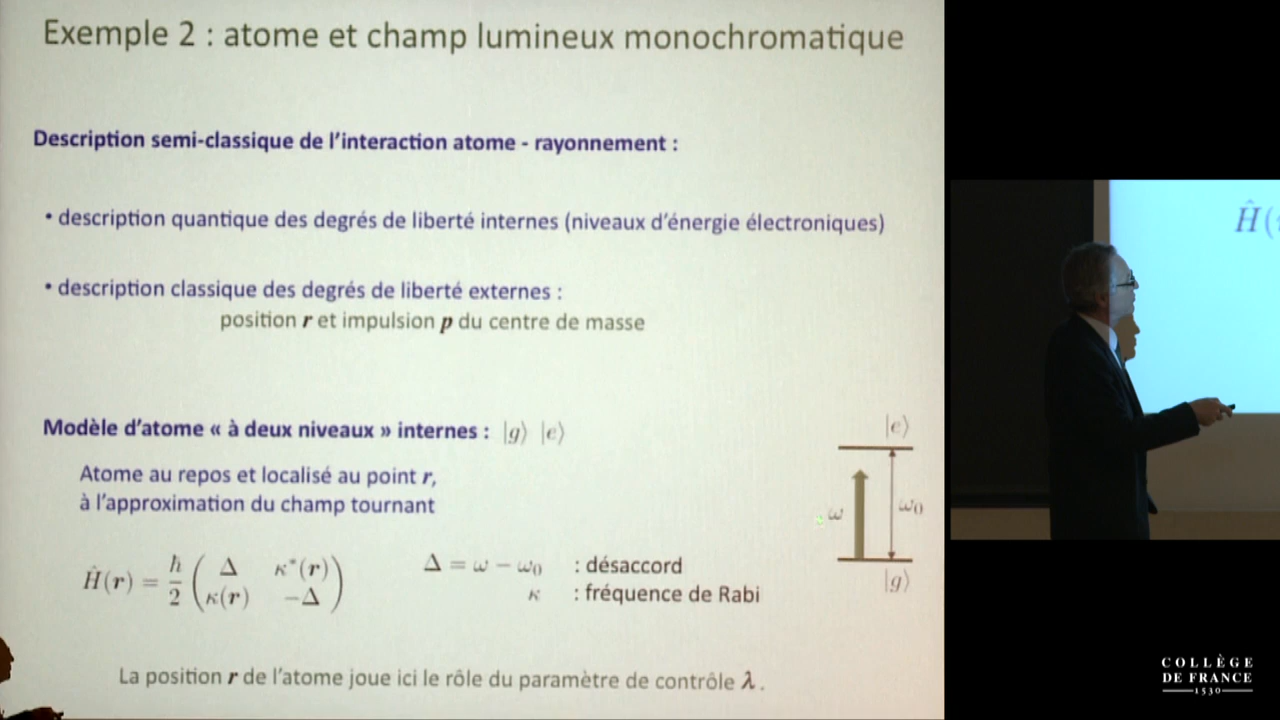 Exemple 2 : atome et champ lumineux monochromatique
Description semi-classique de l'interaction atome - rayonnement :
• description quantique des degrés de liberté internes (niveaux d'énergie électroniques)
• description classique des degrés de liberté externes :
position r et impulsion p du centre de masse
Modèle d'atome « à deux niveaux » internes : |g⟩ |e⟩
Atome au repos et localisé au point r,
à l'approximation du champ tournant
Ĥ(r) = ℏ/2 ( Δ κ*(r) ; κ(r) −Δ )
Δ = ω − ω₀ : désaccord
κ : fréquence de Rabi
|e⟩
ω
ω₀
|g⟩
La position r de l'atome joue ici le rôle du paramètre de contrôle λ .
Ĥ(
COLLÈGE
DE FRANCE
1530